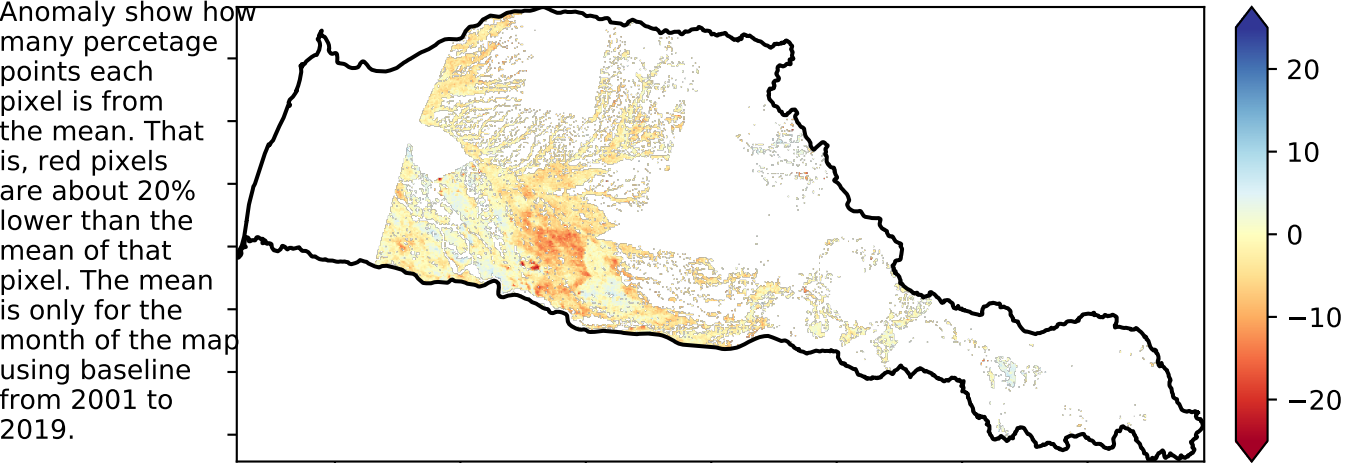 Anomaly show how
many percetage
points each
pixel is from
the mean. That
is, red pixels
are about 20%
lower than the
mean of that
pixel. The mean
is only for the
month of the map
using baseline
from 2001 to
2019.
20
10
0
−10
−20